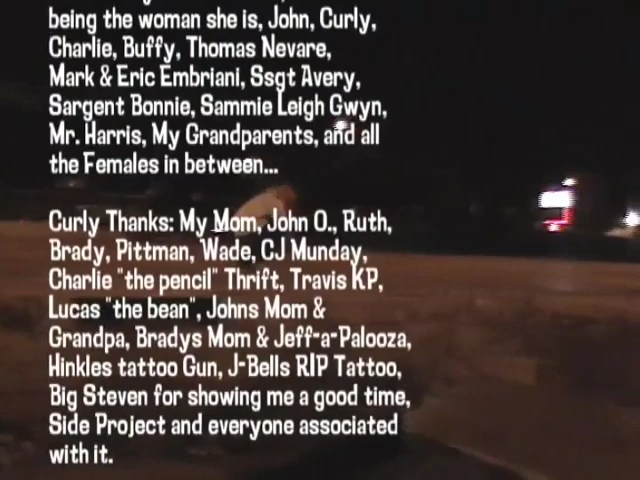 being the woman she is, John, Curly,
Charlie, Buffy, Thomas Nevare,
Mark & Eric Embriani, Ssgt Avery,
Sargent Bonnie, Sammie Leigh Gwyn,
Mr. Harris, My Grandparents, and all
the Females in between...
Curly Thanks: My Mom, John O., Ruth,
Brady, Pittman, Wade, CJ Munday,
Charlie "the pencil" Thrift, Travis KP,
Lucas "the bean", Johns Mom &
Grandpa, Bradys Mom & Jeff-a-Palooza,
Hinkles tattoo Gun, J-Bells RIP Tattoo,
Big Steven for showing me a good time,
Side Project and everyone associated
with it.